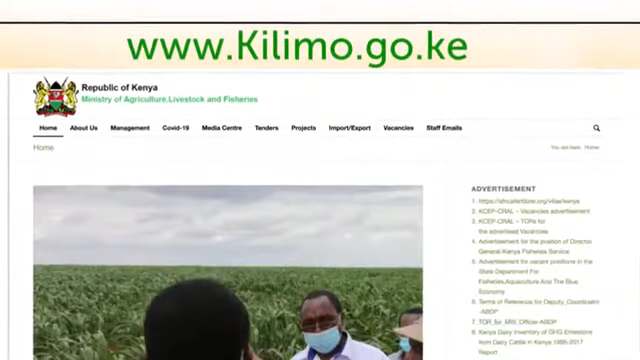 www.Kilimo.go.ke
Republic of Kenya
Ministry of Agriculture,Livestock and Fisheries
Home About Us Management Covid-19 Media Centre Tenders Projects Import/Export Vacancies Staff Emails
Home
You are here: Home
ADVERTISEMENT
1. https://africafertilizer.org/vifaa/kenya
2. KCEP-CRAL – Vacancies advertisement
3. KCEP-CRAL – TORs for
the advertised Vacancies
4. Advertisement for the position of Director
General-Kenya Fisheries Service
5. Advertisement for vacant positions in the
State Department For
Fisheries,Aquaculture And The Blue
Economy
6. Terms of Reference for Deputy_Coordinator
-ABDP
7. TOR_for_MIS_Officer-ABDP
8. Kenya Dairy Inventory of GHG Emissions
from Dairy Cattle in Kenya 1995-2017
Report